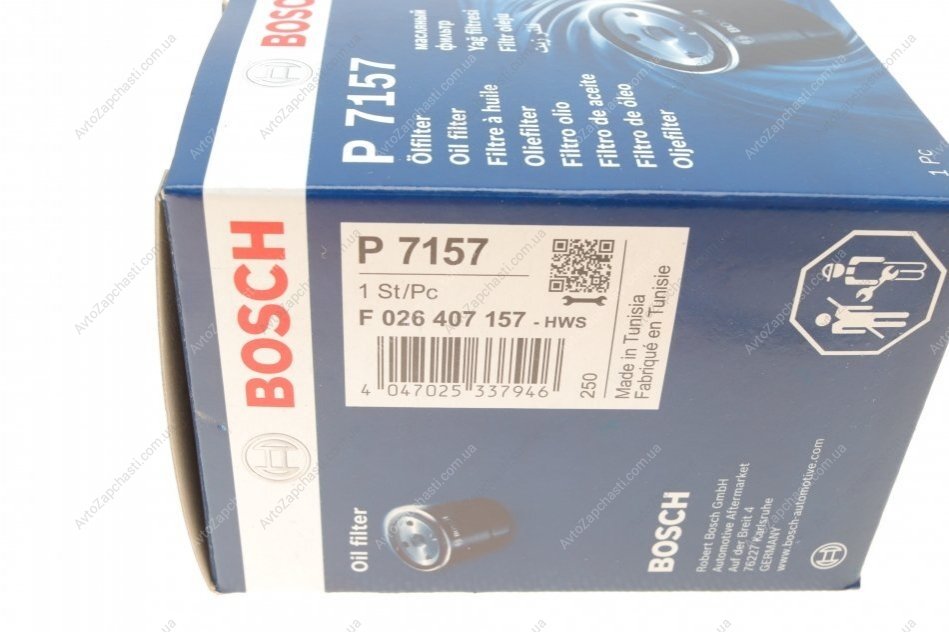 BOSCH
P 7157
Ölfilter
Oil filter
Filtre à huile
Oliefilter
Filtro olio
Filtro de aceite
Filtro de óleo
Oljefilter
масляный
фильтр
Yağ filtresi
Filtr oleju
فلتر زيت
1 Pc
BOSCH
P 7157
1 St/Pc
F 026 407 157 - HWS
4 047025 337946
250
Made in Tunisia
Fabriqué en Tunisie
Oil filter
BOSCH
Robert Bosch GmbH
Automotive Aftermarket
Auf der Breit 4
76227 Karlsruhe
GERMANY
www.bosch-automotive.com
AvtoZapchasti.com.ua